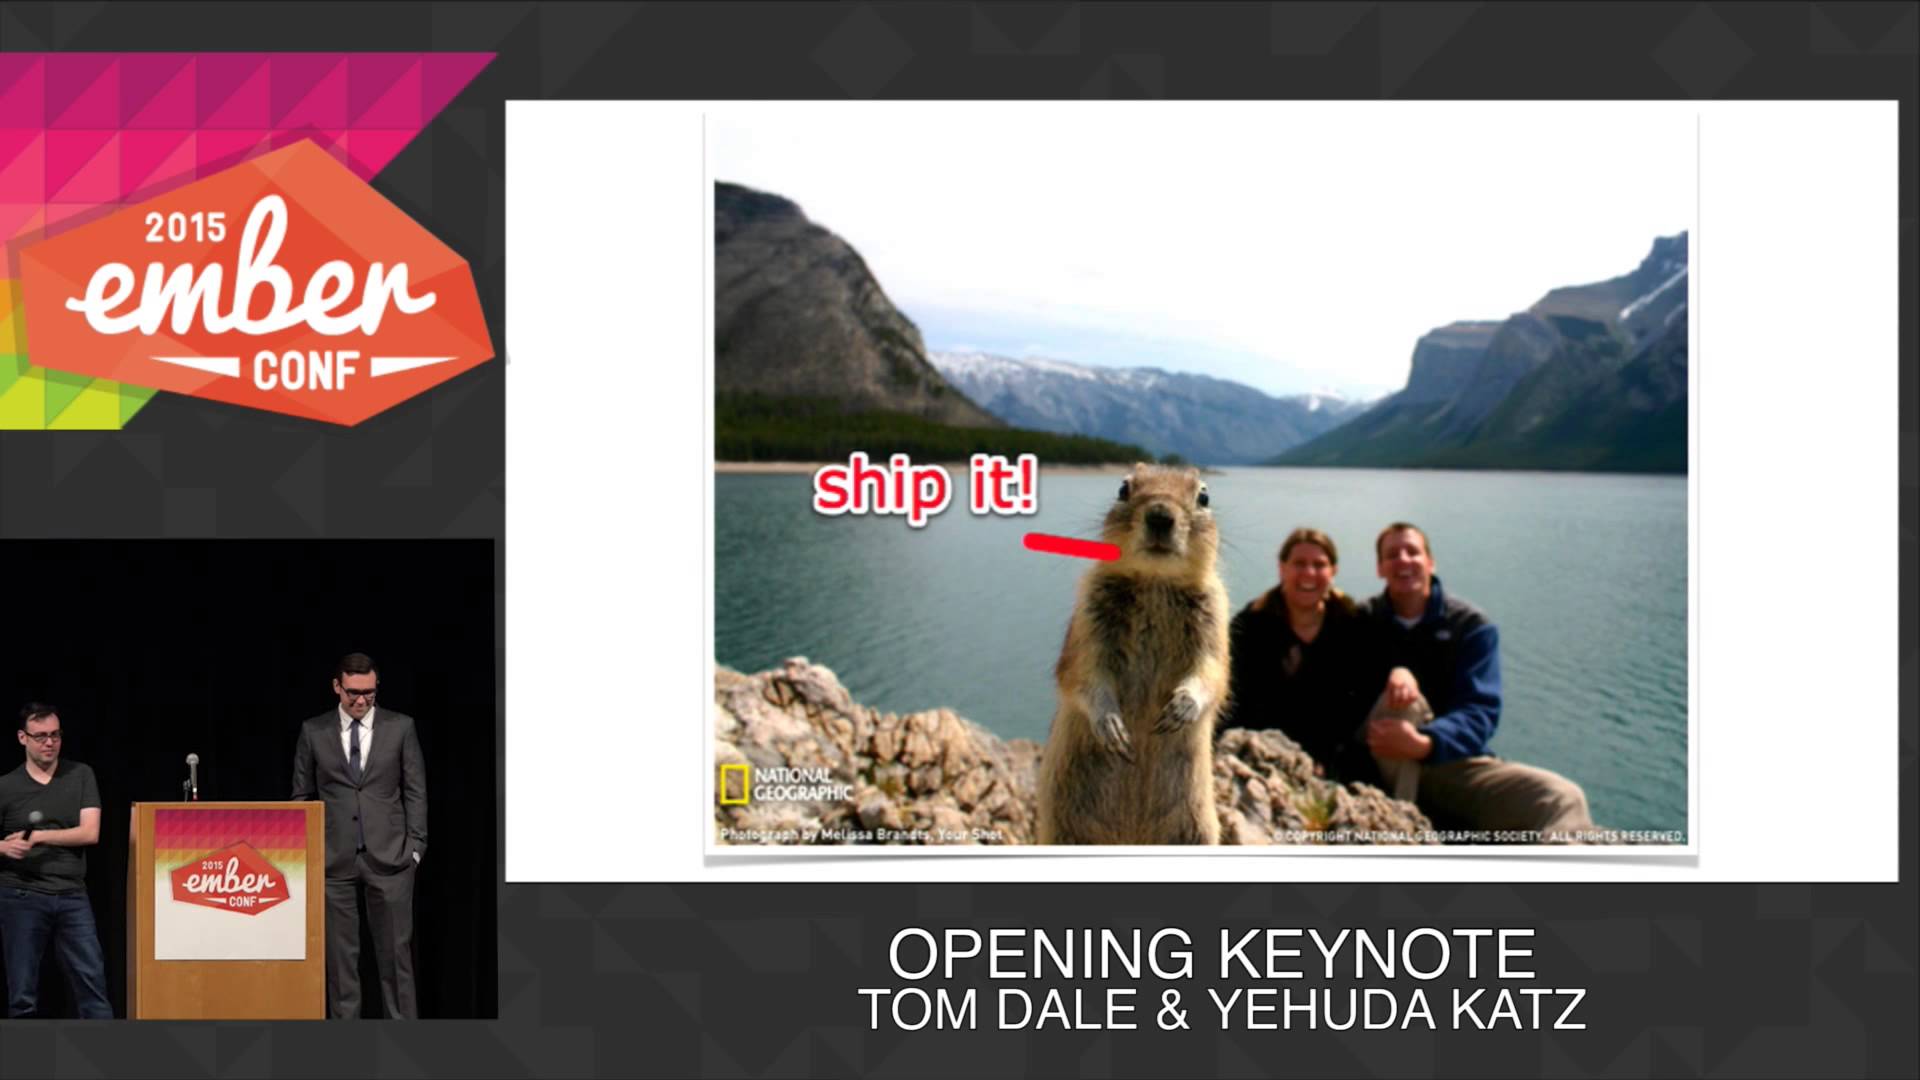 2015
ember
CONF
ship it!
NATIONAL
GEOGRAPHIC
Photograph by Melissa Brandts, Your Shot
© COPYRIGHT NATIONAL GEOGRAPHIC SOCIETY. ALL RIGHTS RESERVED.
2015
ember
CONF
OPENING KEYNOTE
TOM DALE & YEHUDA KATZ